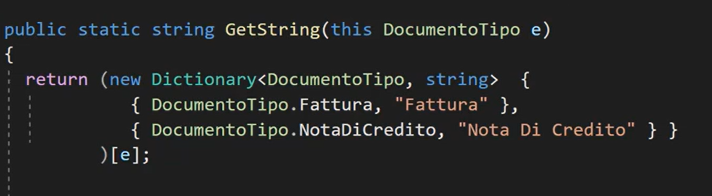 public static string GetString(this DocumentoTipo e)
{
return (new Dictionary<DocumentoTipo, string> {
{ DocumentoTipo.Fattura, "Fattura" },
{ DocumentoTipo.NotaDiCredito, "Nota Di Credito" } }
)[e];